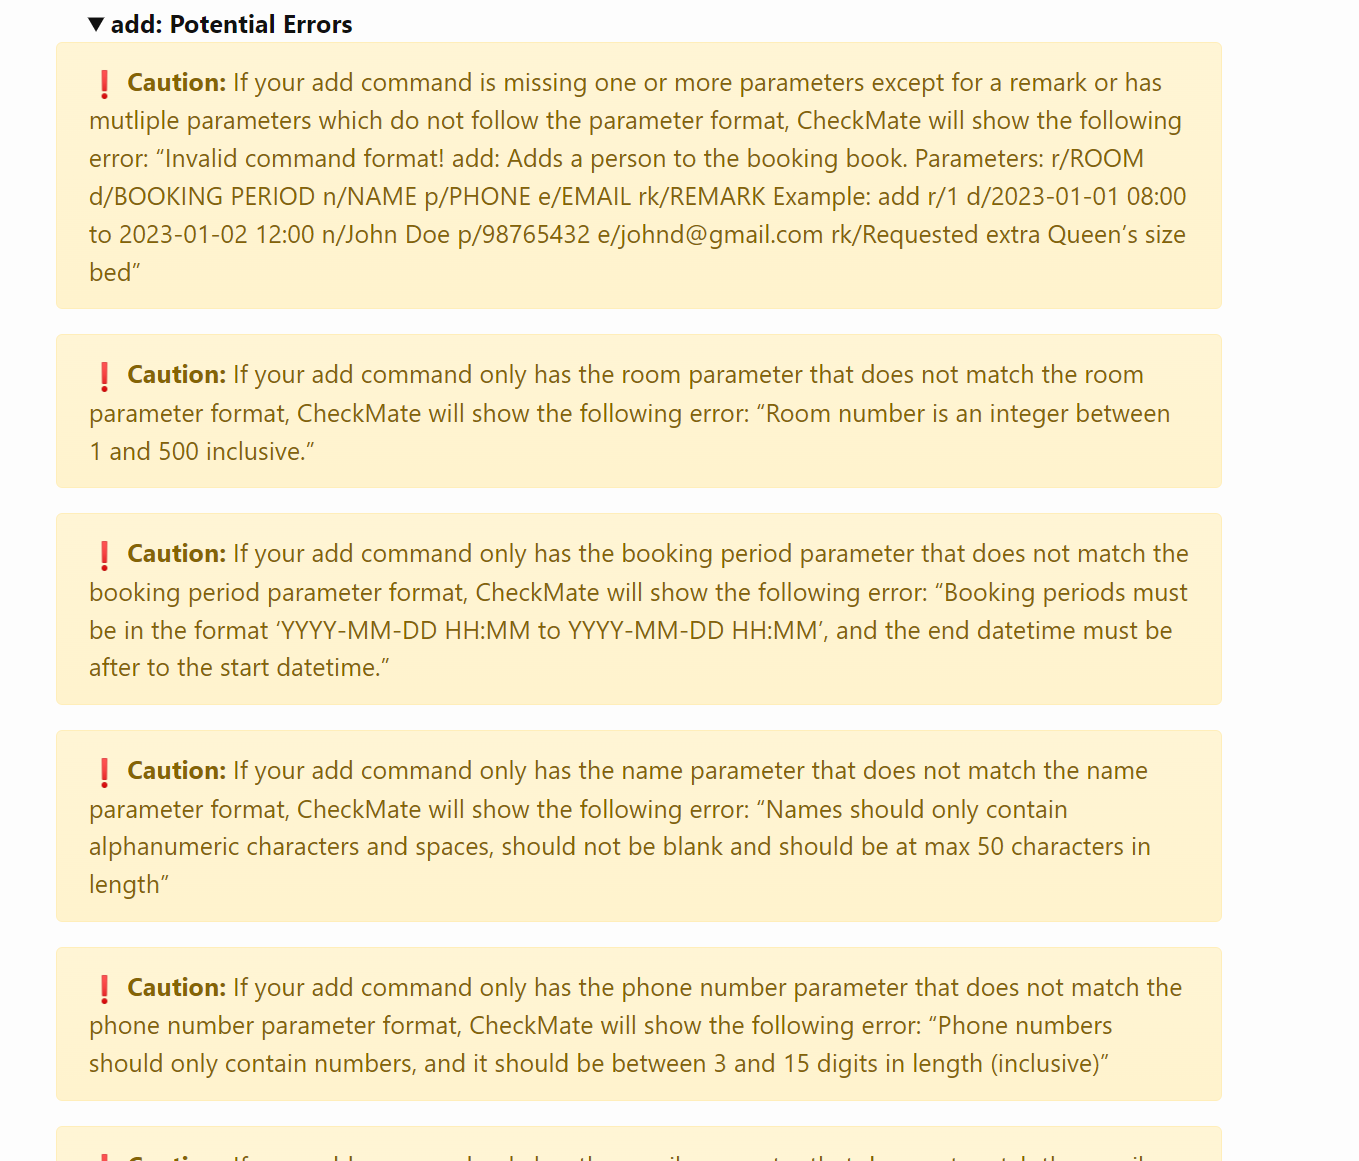 ▼ add: Potential Errors
❗ Caution: If your add command is missing one or more parameters except for a remark or has
mutliple parameters which do not follow the parameter format, CheckMate will show the following
error: “Invalid command format! add: Adds a person to the booking book. Parameters: r/ROOM
d/BOOKING PERIOD n/NAME p/PHONE e/EMAIL rk/REMARK Example: add r/1 d/2023-01-01 08:00
to 2023-01-02 12:00 n/John Doe p/98765432 e/johnd@gmail.com rk/Requested extra Queen’s size
bed”
❗ Caution: If your add command only has the room parameter that does not match the room
parameter format, CheckMate will show the following error: “Room number is an integer between
1 and 500 inclusive.”
❗ Caution: If your add command only has the booking period parameter that does not match the
booking period parameter format, CheckMate will show the following error: “Booking periods must
be in the format ‘YYYY-MM-DD HH:MM to YYYY-MM-DD HH:MM’, and the end datetime must be
after to the start datetime.”
❗ Caution: If your add command only has the name parameter that does not match the name
parameter format, CheckMate will show the following error: “Names should only contain
alphanumeric characters and spaces, should not be blank and should be at max 50 characters in
length”
❗ Caution: If your add command only has the phone number parameter that does not match the
phone number parameter format, CheckMate will show the following error: “Phone numbers
should only contain numbers, and it should be between 3 and 15 digits in length (inclusive)”